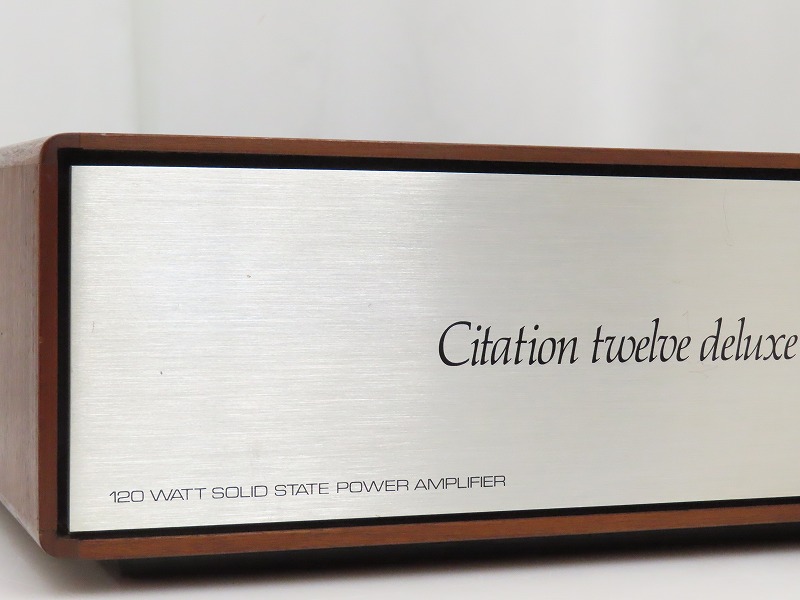 Citation twelve deluxe
120 WATT SOLID STATE POWER AMPLIFIER